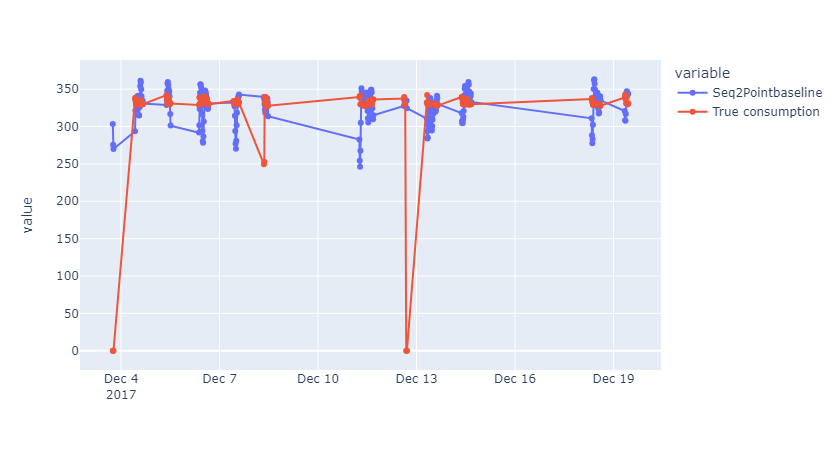 variable
Seq2Pointbaseline
True consumption
value
350
300
250
200
150
100
50
0
Dec 4
2017
Dec 7
Dec 10
Dec 13
Dec 16
Dec 19